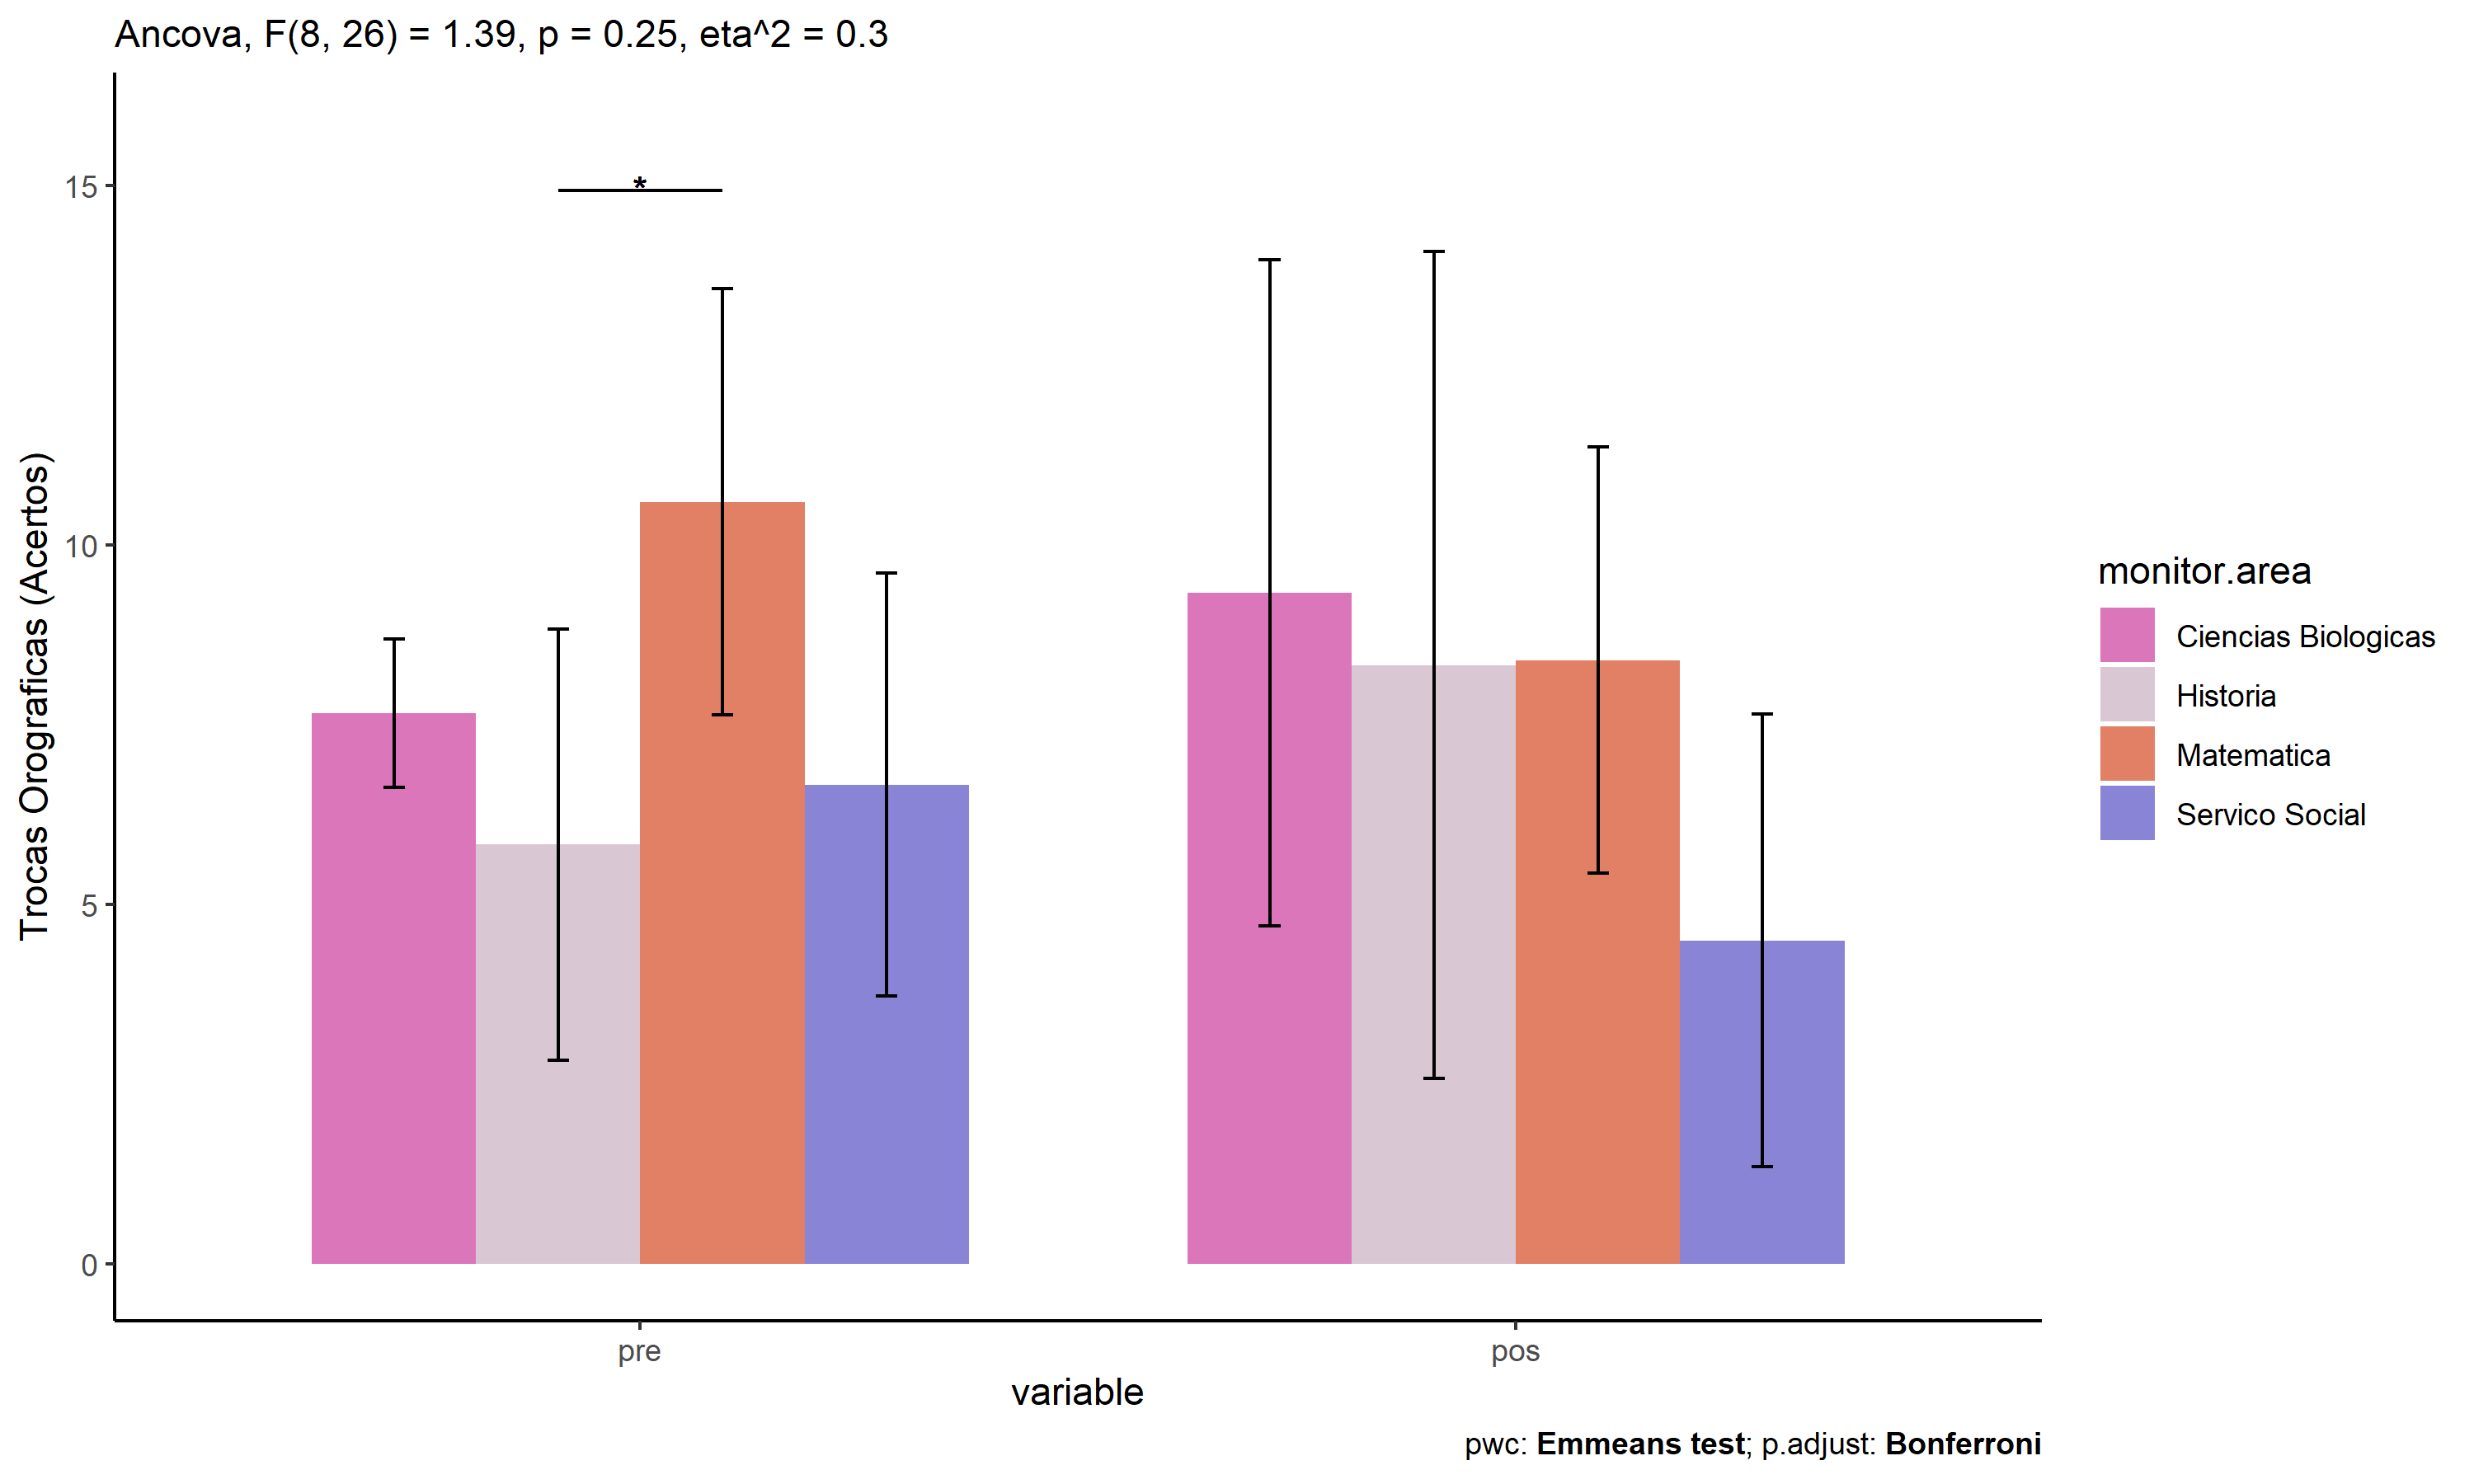 Ancova, F(8, 26) = 1.39, p = 0.25, eta^2 = 0.3
Trocas Orograficas (Acertos)
15
10
5
0
*
pre
pos
variable
monitor.area
Ciencias Biologicas
Historia
Matematica
Servico Social
pwc: Emmeans test; p.adjust: Bonferroni